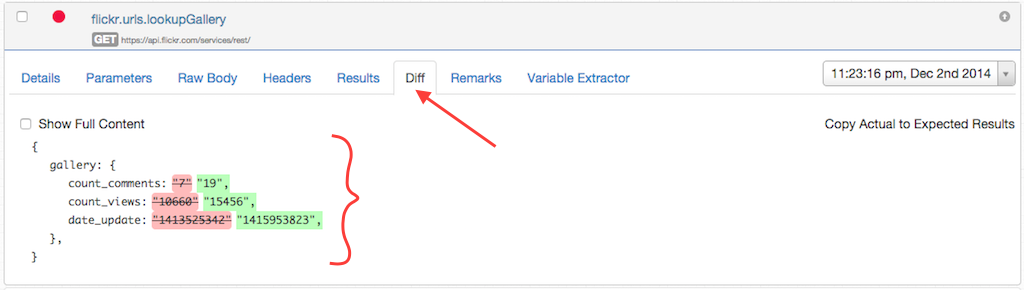 flickr.urls.lookupGallery
GET https://api.flickr.com/services/rest/
Details Parameters Raw Body Headers Results Diff Remarks Variable Extractor 11:23:16 pm, Dec 2nd 2014
Show Full Content Copy Actual to Expected Results
{
gallery: {
count_comments: "7" "19",
count_views: "10660" "15456",
date_update: "1413525342" "1415953823",
},
}